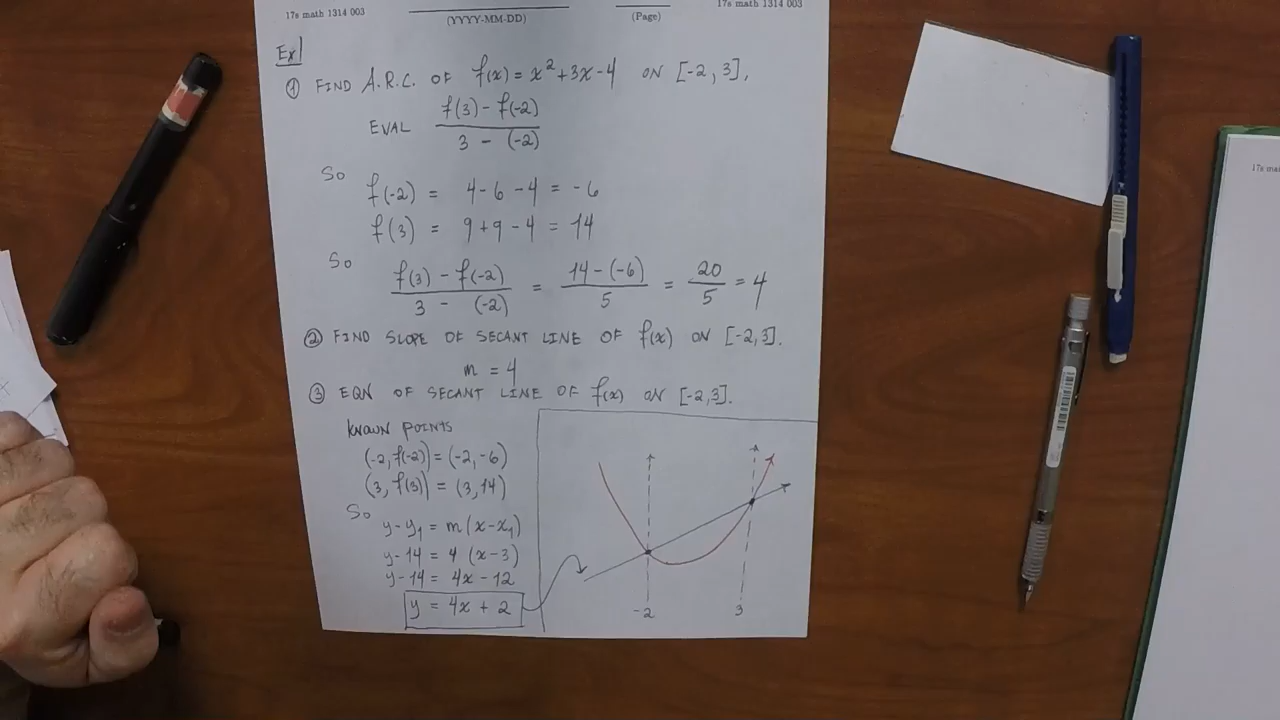 17s math 1314 003
17s math 1314 003
(YYYY-MM-DD)
(Page)
Ex1
① FIND A.R.C. OF f(x) = x² + 3x - 4 ON [-2, 3],
EVAL (f(3) - f(-2))/(3 - (-2))
So
f(-2) = 4 - 6 - 4 = -6
f(3) = 9 + 9 - 4 = 14
So
(f(3) - f(-2))/(3 - (-2)) = (14 - (-6))/5 = 20/5 = 4
② FIND SLOPE OF SECANT LINE OF f(x) ON [-2,3].
m = 4
③ EQN OF SECANT LINE OF f(x) ON [-2,3].
KNOWN POINTS
(-2, f(-2)) = (-2, -6)
(3, f(3)) = (3, 14)
So
y - y₁ = m (x - x₁)
y - 14 = 4 (x - 3)
y - 14 = 4x - 12
y = 4x + 2
-2
3
17s ma